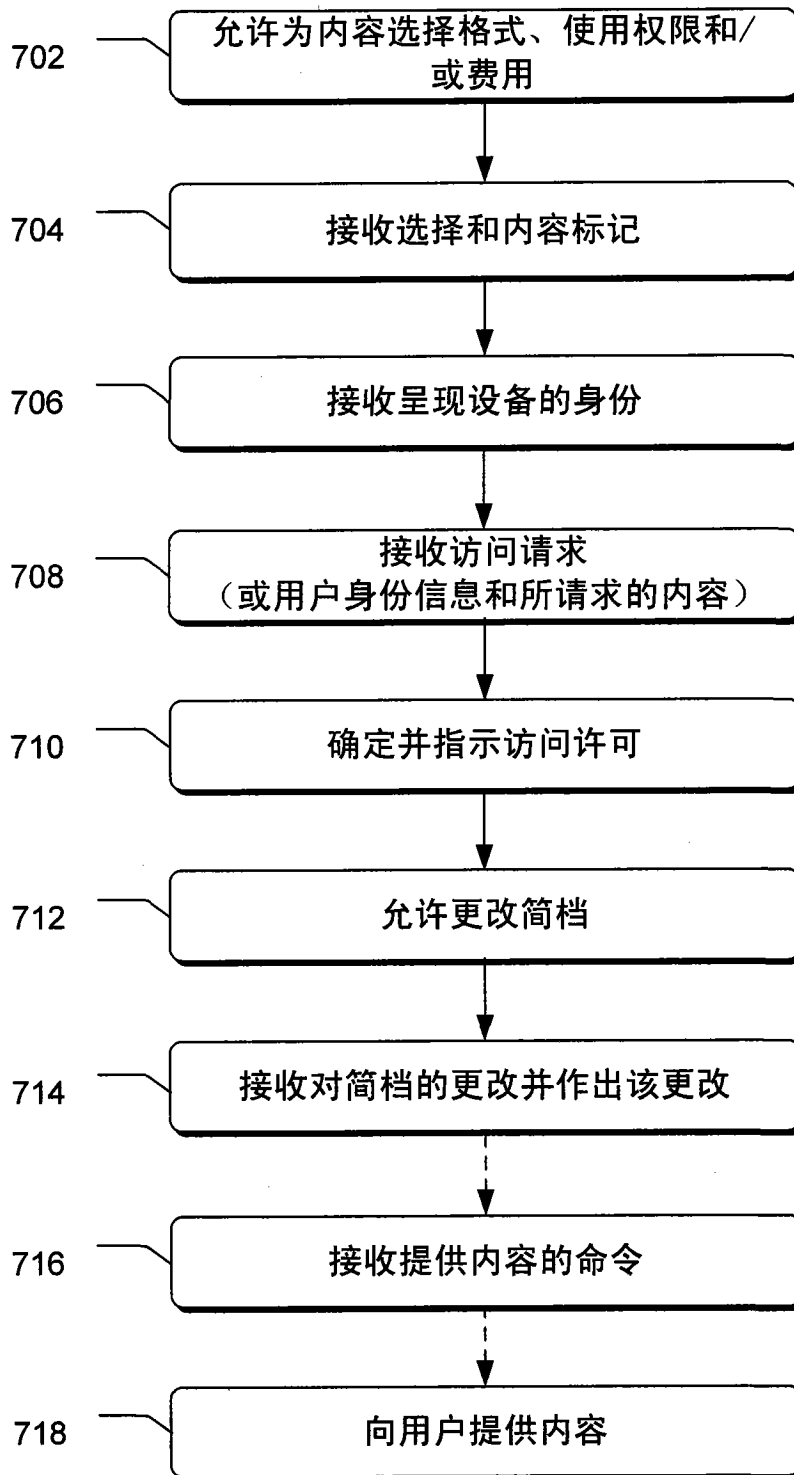 702
允许为内容选择格式、使用权限和/
或费用
704
接收选择和内容标记
706
接收呈现设备的身份
708
接收访问请求
（或用户身份信息和所请求的内容）
710
确定并指示访问许可
712
允许更改简档
714
接收对简档的更改并作出该更改
716
接收提供内容的命令
718
向用户提供内容